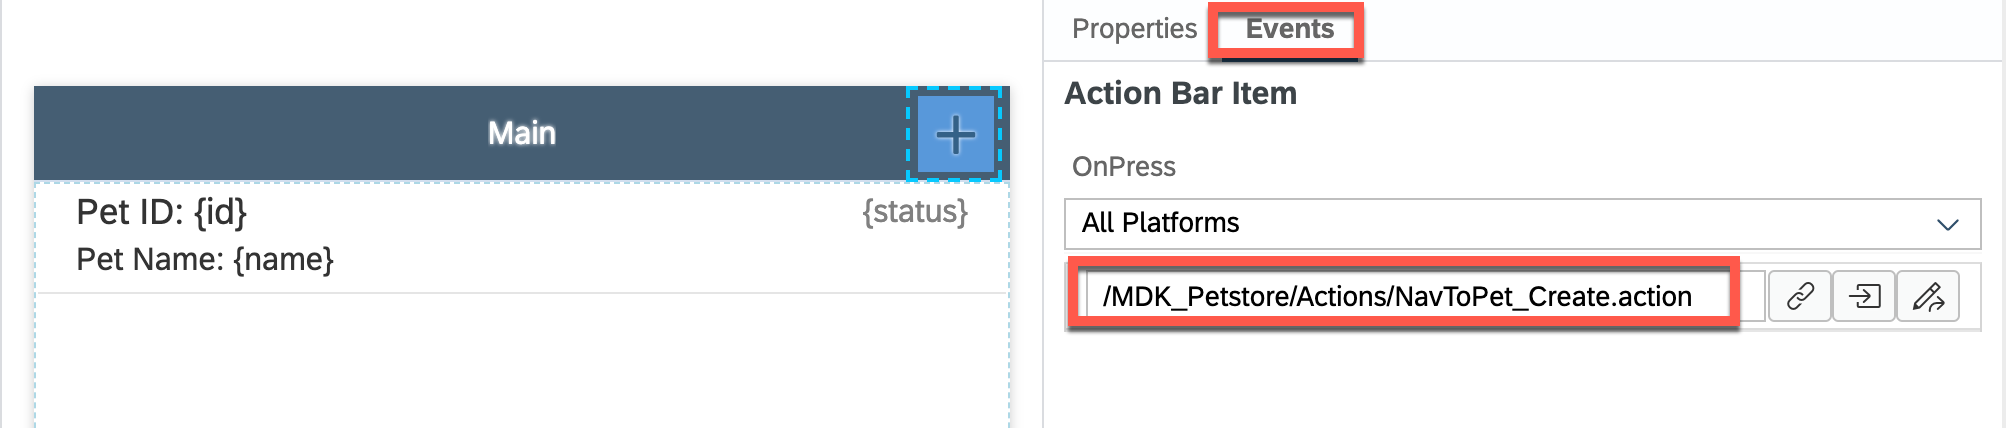 Main
Pet ID: {id}
{status}
Pet Name: {name}
Properties
Events
Action Bar Item
OnPress
All Platforms
/MDK_Petstore/Actions/NavToPet_Create.action